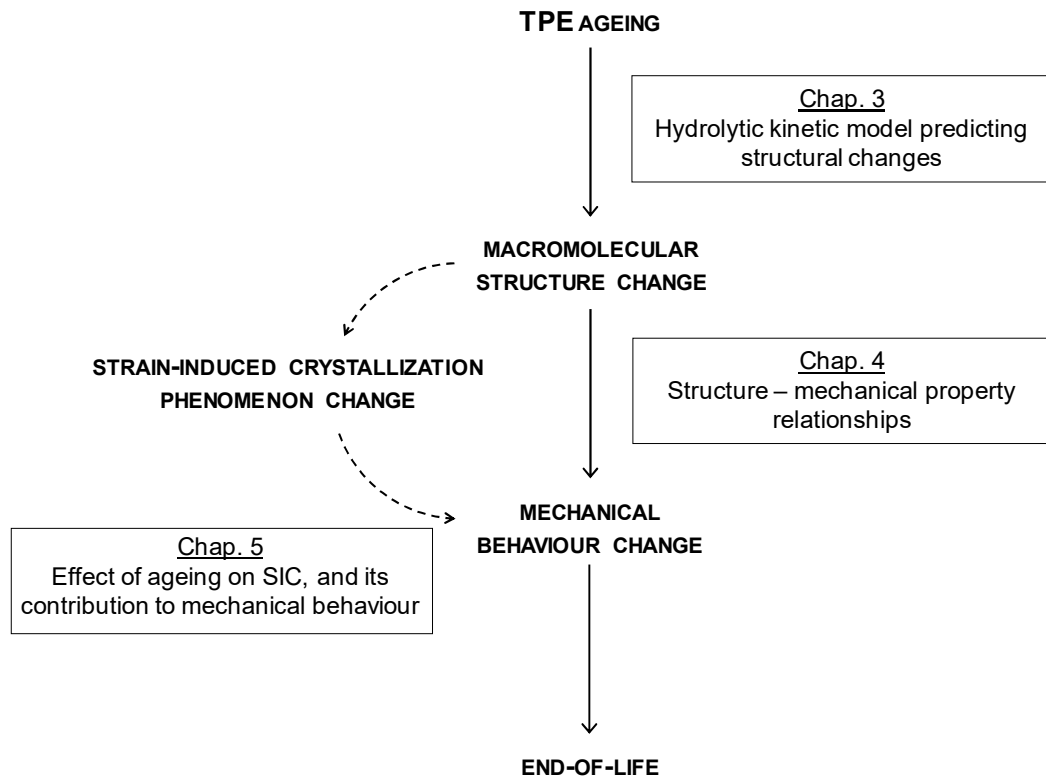 TPE AGEING
Chap. 3
Hydrolytic kinetic model predicting
structural changes
MACROMOLECULAR
STRUCTURE CHANGE
STRAIN-INDUCED CRYSTALLIZATION
PHENOMENON CHANGE
Chap. 4
Structure – mechanical property
relationships
MECHANICAL
BEHAVIOUR CHANGE
Chap. 5
Effect of ageing on SIC, and its
contribution to mechanical behaviour
END-OF-LIFE